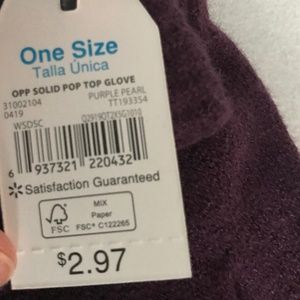 One Size
Talla Única
OPP SOLID POP TOP GLOVE
31002104 PURPLE PEARL
0419 TT193354
WSDSC Q2919OT2X5G1010
6 937321 220432
Satisfaction Guaranteed
FSC
MIX
Paper
FSC® C122265
$2.97